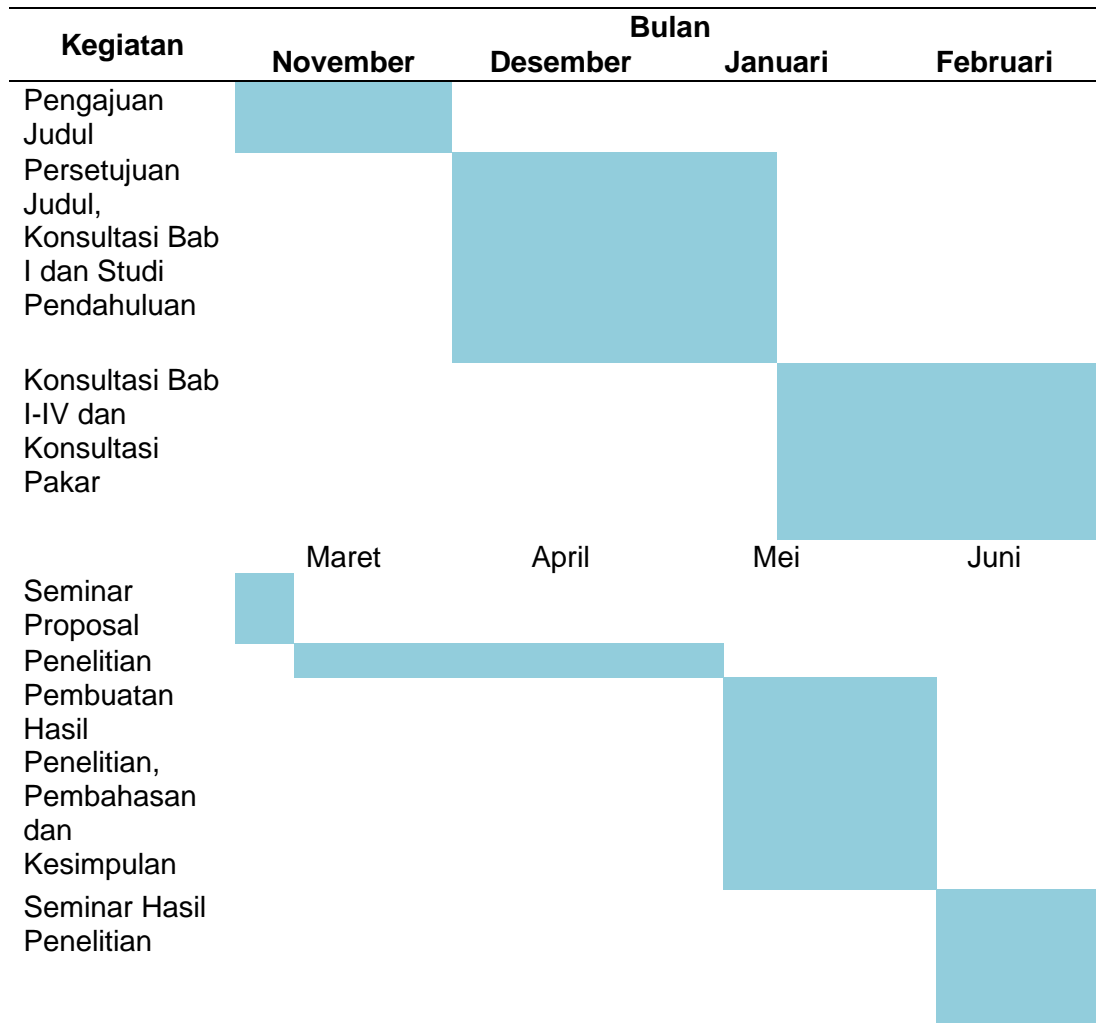 Kegiatan
Bulan
November Desember Januari Februari
Pengajuan
Judul
Persetujuan
Judul,
Konsultasi Bab
I dan Studi
Pendahuluan
Konsultasi Bab
I-IV dan
Konsultasi
Pakar
Maret April Mei Juni
Seminar
Proposal
Penelitian
Pembuatan
Hasil
Penelitian,
Pembahasan
dan
Kesimpulan
Seminar Hasil
Penelitian